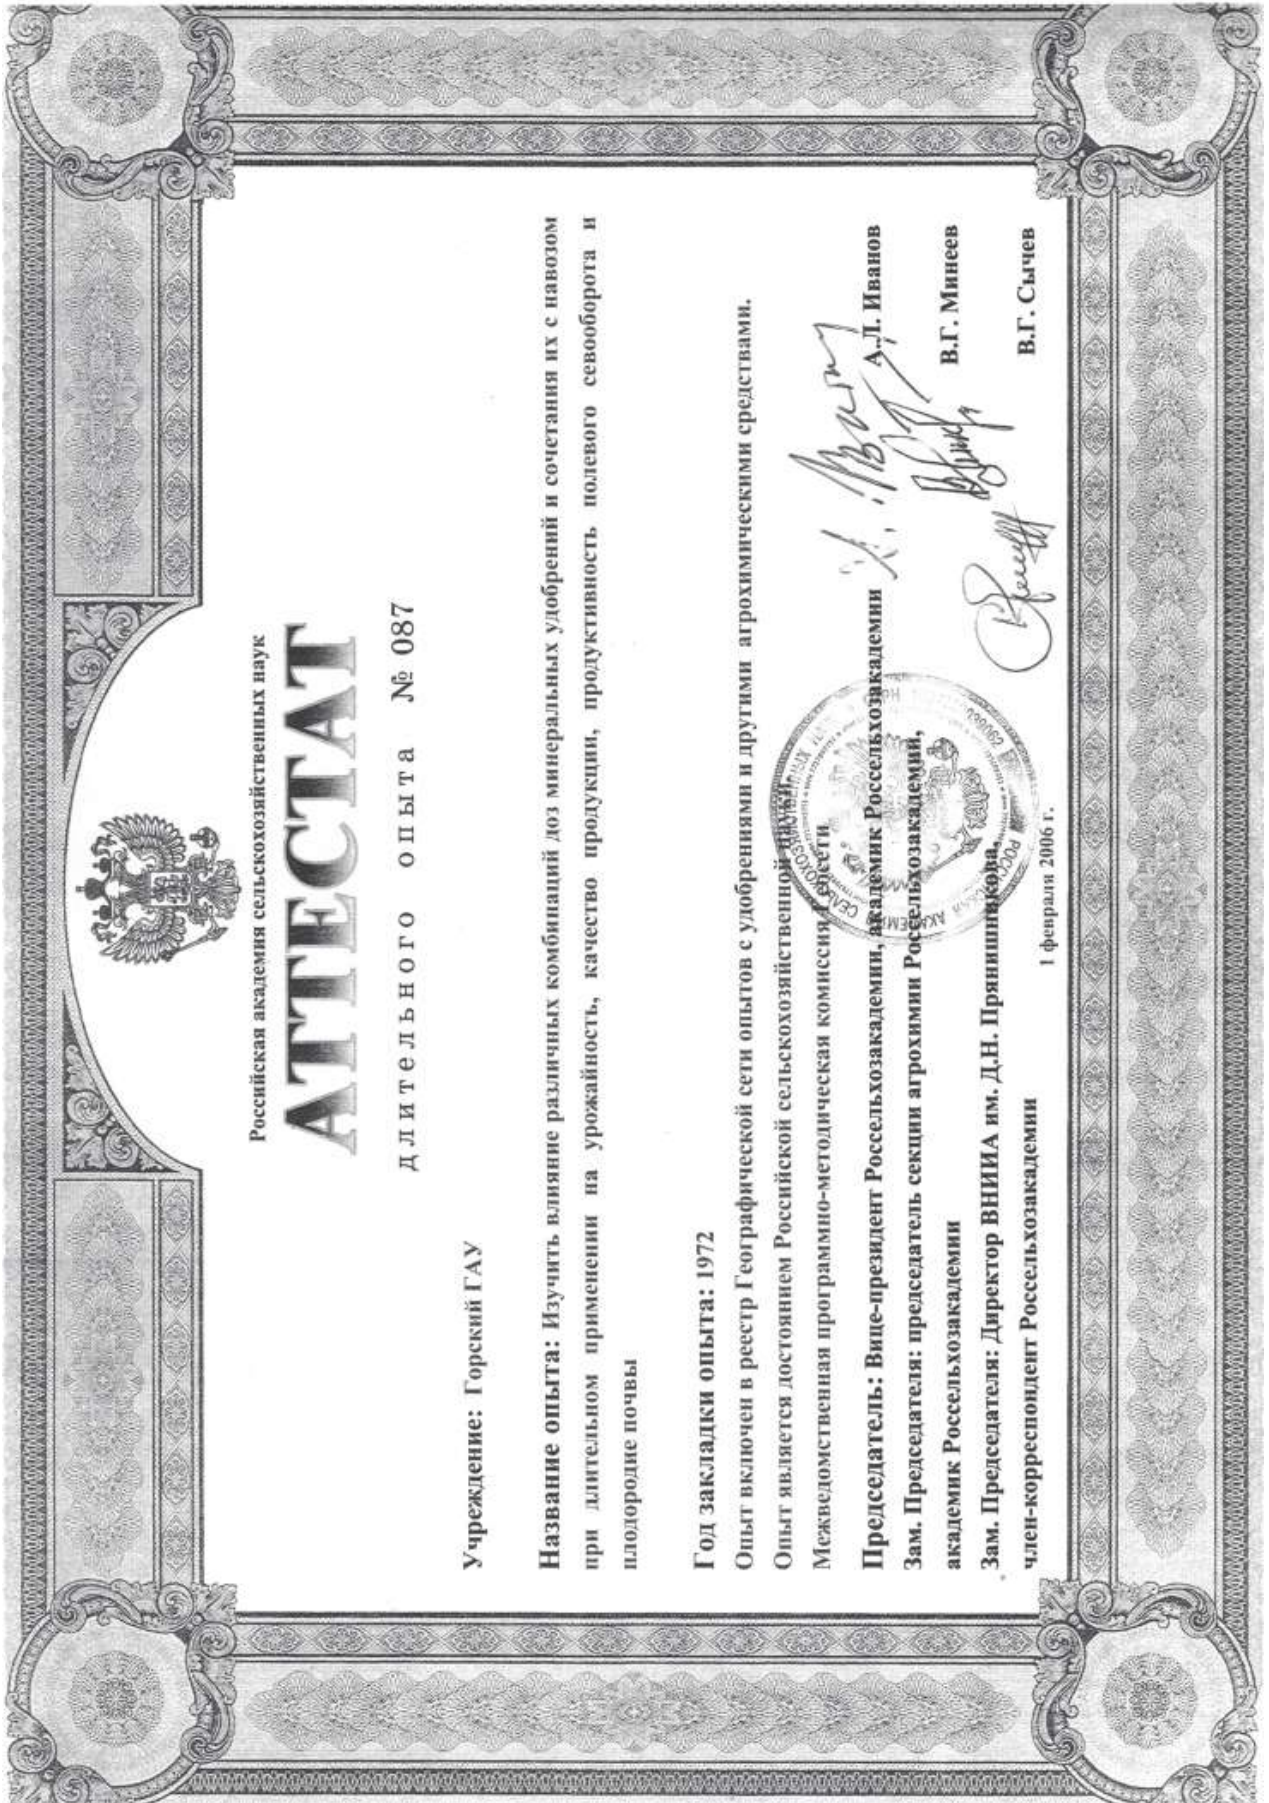 Российская академия сельскохозяйственных наук
АТТЕСТАТ
длительного опыта № 087
Учреждение: Горский ГАУ
Название опыта: Изучить влияние различных комбинаций доз минеральных удобрений и сочетания их с навозом
при длительном применении на урожайность, качество продукции, продуктивность полевого севооборота и
плодородие почвы
Год закладки опыта: 1972
Опыт включен в реестр Географической сети опытов с удобрениями и другими агрохимическими средствами.
Опыт является достоянием Российской сельскохозяйственной науки.
Межведомственная программно-методическая комиссия Геосети
Председатель: Вице-президент Россельхозакадемии, академик Россельхозакадемии А.Л. Иванов
Зам. Председателя: председатель секции агрохимии Россельхозакадемии,
академик Россельхозакадемии В.Г. Минеев
Зам. Председателя: Директор ВНИИА им. Д.Н. Прянишникова,
член-корреспондент Россельхозакадемии В.Г. Сычев
1 февраля 2006 г.